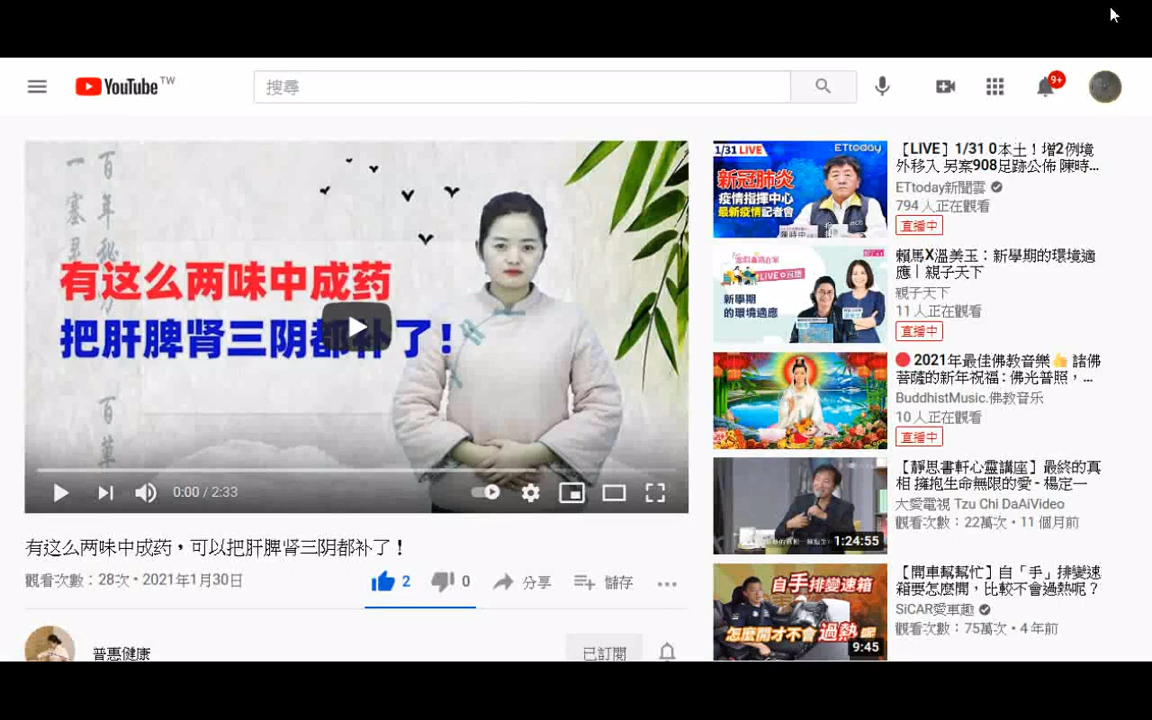 YouTube TW
搜尋
9+
百年
一塞
有这么两味中成药
把肝脾肾三阴都补了！
百草
0:00 / 2:33
有这么两味中成药，可以把肝脾肾三阴都补了！
觀看次數：28次 • 2021年1月30日
2
0
分享
儲存
普惠健康
已訂閱
1/31 LIVE
ETtoday
新冠肺炎
疫情指揮中心
最新疫情記者會
【LIVE】1/31 0本土！增2例境
外移入 另案908足跡公佈 陳時...
ETtoday新聞雲
794 人正在觀看
直播中
LIVE
新學期
的環境適應
賴馬X溫美玉：新學期的環境適
應｜親子天下
親子天下
11 人正在觀看
直播中
2021年最佳佛教音樂👍 諸佛
菩薩的新年祝福: 佛光普照，...
BuddhistMusic.佛教音乐
10 人正在觀看
直播中
1:24:55
【靜思書軒心靈講座】最終的真
相 擁抱生命無限的愛 - 楊定一
大愛電視 Tzu Chi DaAiVideo
觀看次數：22萬次 • 11 個月前
自手排變速箱
怎麼開才不會過熱呢
9:45
【開車幫幫忙】自「手」排變速
箱要怎麼開，比較不會過熱呢？
SiCAR愛車趣
觀看次數：75萬次 • 4 年前